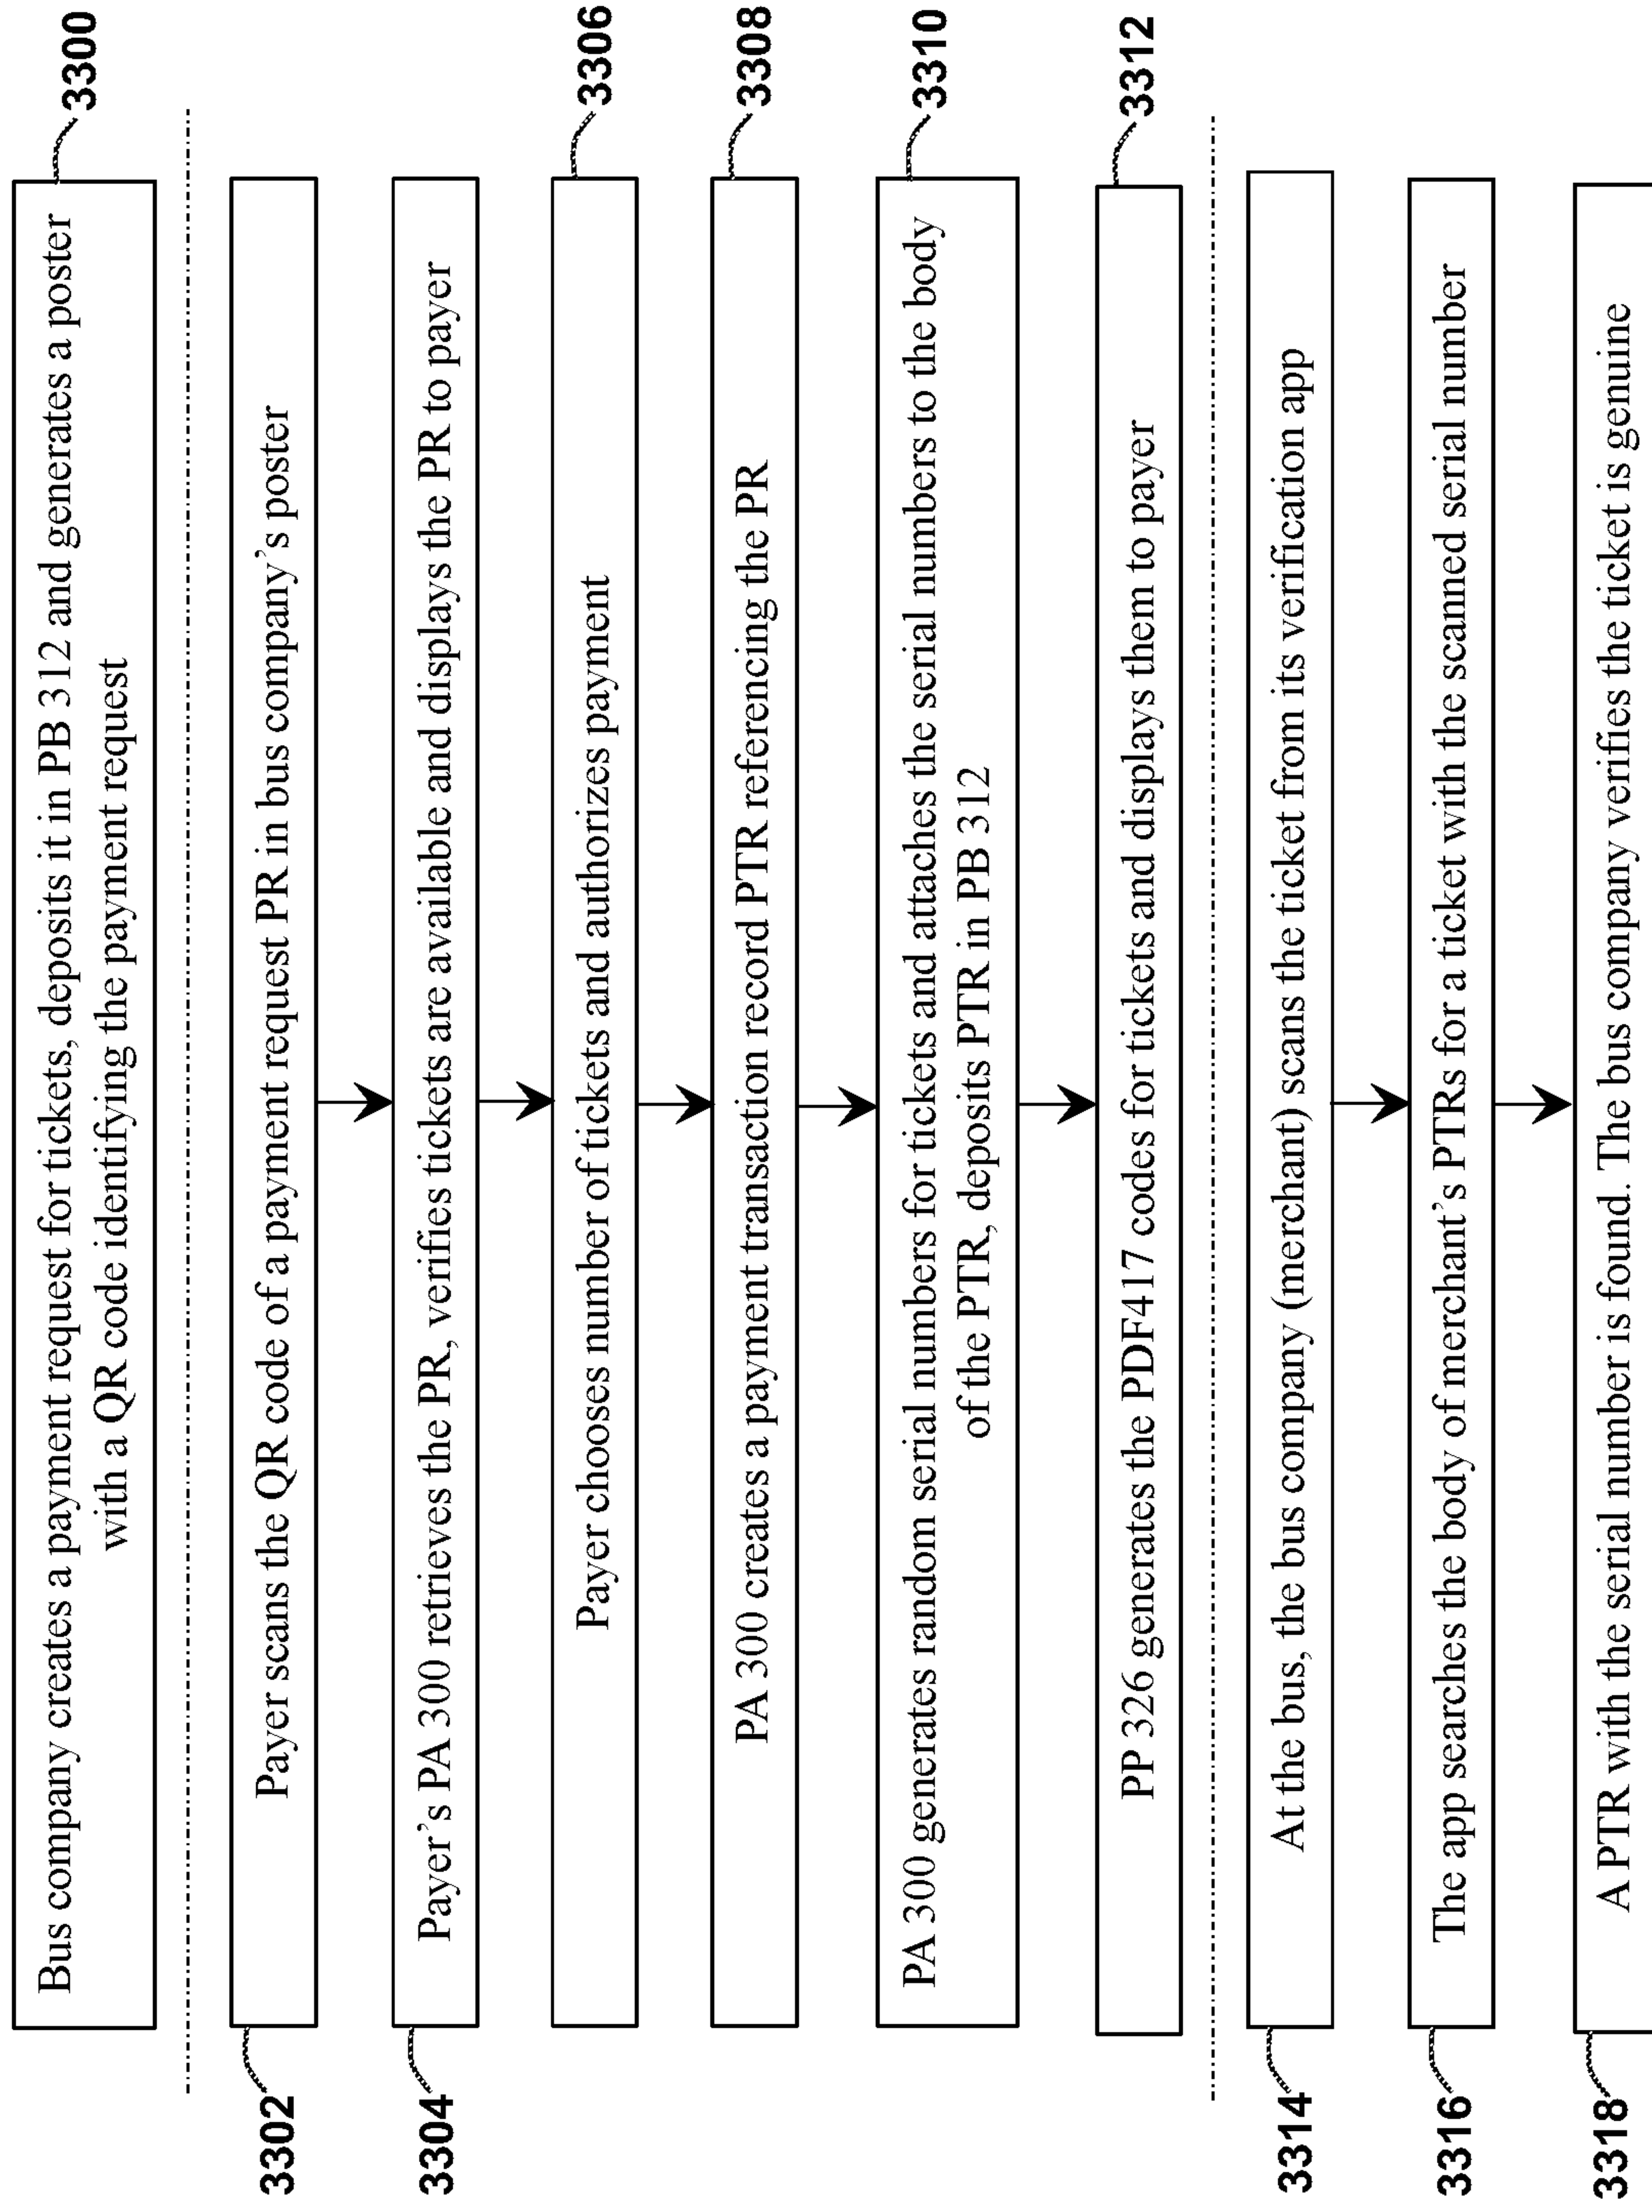 Bus company creates a payment request for tickets, deposits it in PB 312 and generates a poster
with a QR code identifying the payment request
3300
3302
Payer scans the QR code of a payment request PR in bus company’s poster
3304
Payer’s PA 300 retrieves the PR, verifies tickets are available and displays the PR to payer
Payer chooses number of tickets and authorizes payment
3306
PA 300 creates a payment transaction record PTR referencing the PR
3308
PA 300 generates random serial numbers for tickets and attaches the serial numbers to the body
of the PTR, deposits PTR in PB 312
3310
PP 326 generates the PDF417 codes for tickets and displays them to payer
3312
3314
At the bus, the bus company (merchant) scans the ticket from its verification app
3316
The app searches the body of merchant’s PTRs for a ticket with the scanned serial number
3318
A PTR with the serial number is found. The bus company verifies the ticket is genuine